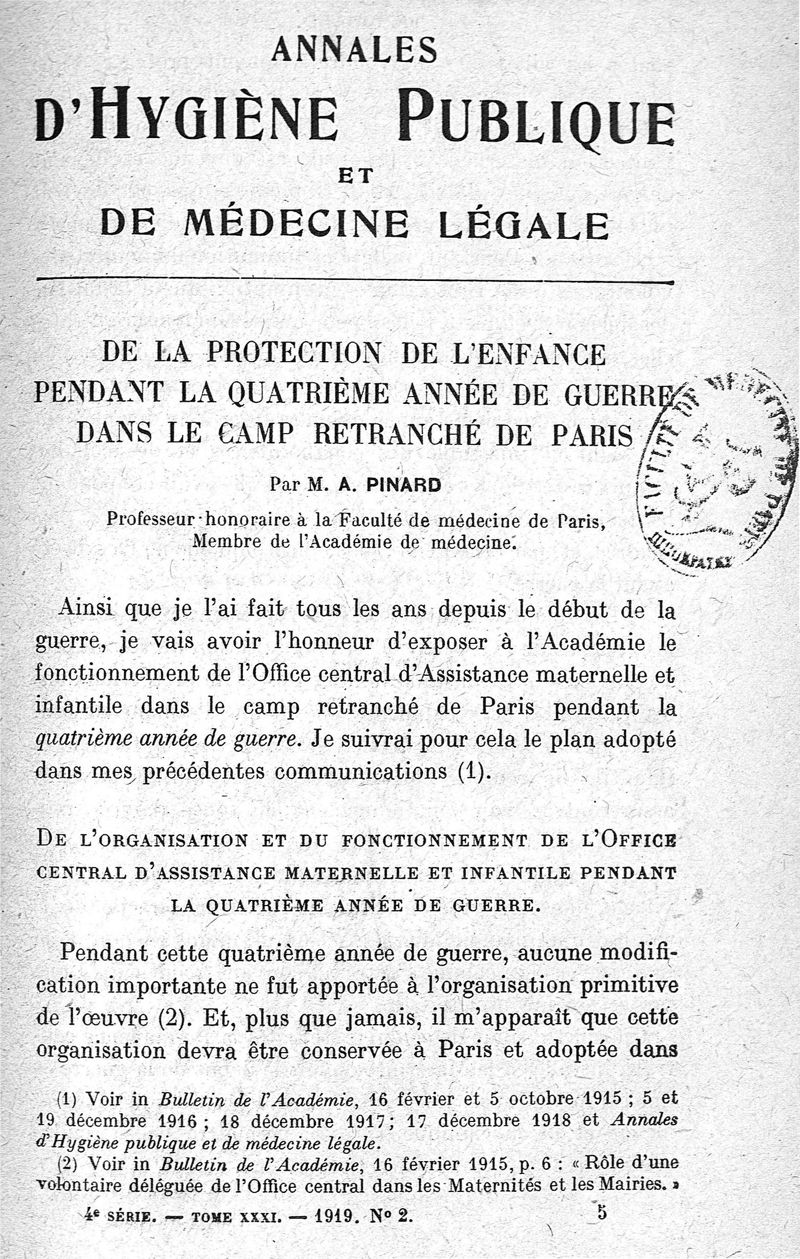 ANNALES
D'HYGIÈNE PUBLIQUE
ET
DE MÉDECINE LÉGALE
DE LA PROTECTION DE L'ENFANCE
PENDANT LA QUATRIÈME ANNÉE DE GUERRE
DANS LE CAMP RETRANCHÉ DE PARIS
Par M. A. PINARD
Professeur honoraire à la Faculté de médecine de Paris,
Membre de l'Académie de médecine.
FACULTÉ DE MÉDECINE DE PARIS
Ainsi que je l'ai fait tous les ans depuis le début de la
guerre, je vais avoir l'honneur d'exposer à l'Académie le
fonctionnement de l'Office central d'Assistance maternelle et
infantile dans le camp retranché de Paris pendant la
quatrième année de guerre. Je suivrai pour cela le plan adopté
dans mes précédentes communications (1).
DE L'ORGANISATION ET DU FONCTIONNEMENT DE L'OFFICE
CENTRAL D'ASSISTANCE MATERNELLE ET INFANTILE PENDANT
LA QUATRIÈME ANNÉE DE GUERRE.
Pendant cette quatrième année de guerre, aucune modifi-
cation importante ne fut apportée à l'organisation primitive
de l'œuvre (2). Et, plus que jamais, il m'apparaît que cette
organisation devra être conservée à Paris et adoptée dans
(1) Voir in Bulletin de l'Académie, 16 février et 5 octobre 1915 ; 5 et
19 décembre 1916 ; 18 décembre 1917; 17 décembre 1918 et Annales
d'Hygiène publique et de médecine légale.
(2) Voir in Bulletin de l'Académie, 16 février 1915, p. 6 : « Rôle d'une
volontaire déléguée de l'Office central dans les Maternités et les Mairies. »
4e SÉRIE. — TOME XXXI. — 1919. No 2. 5